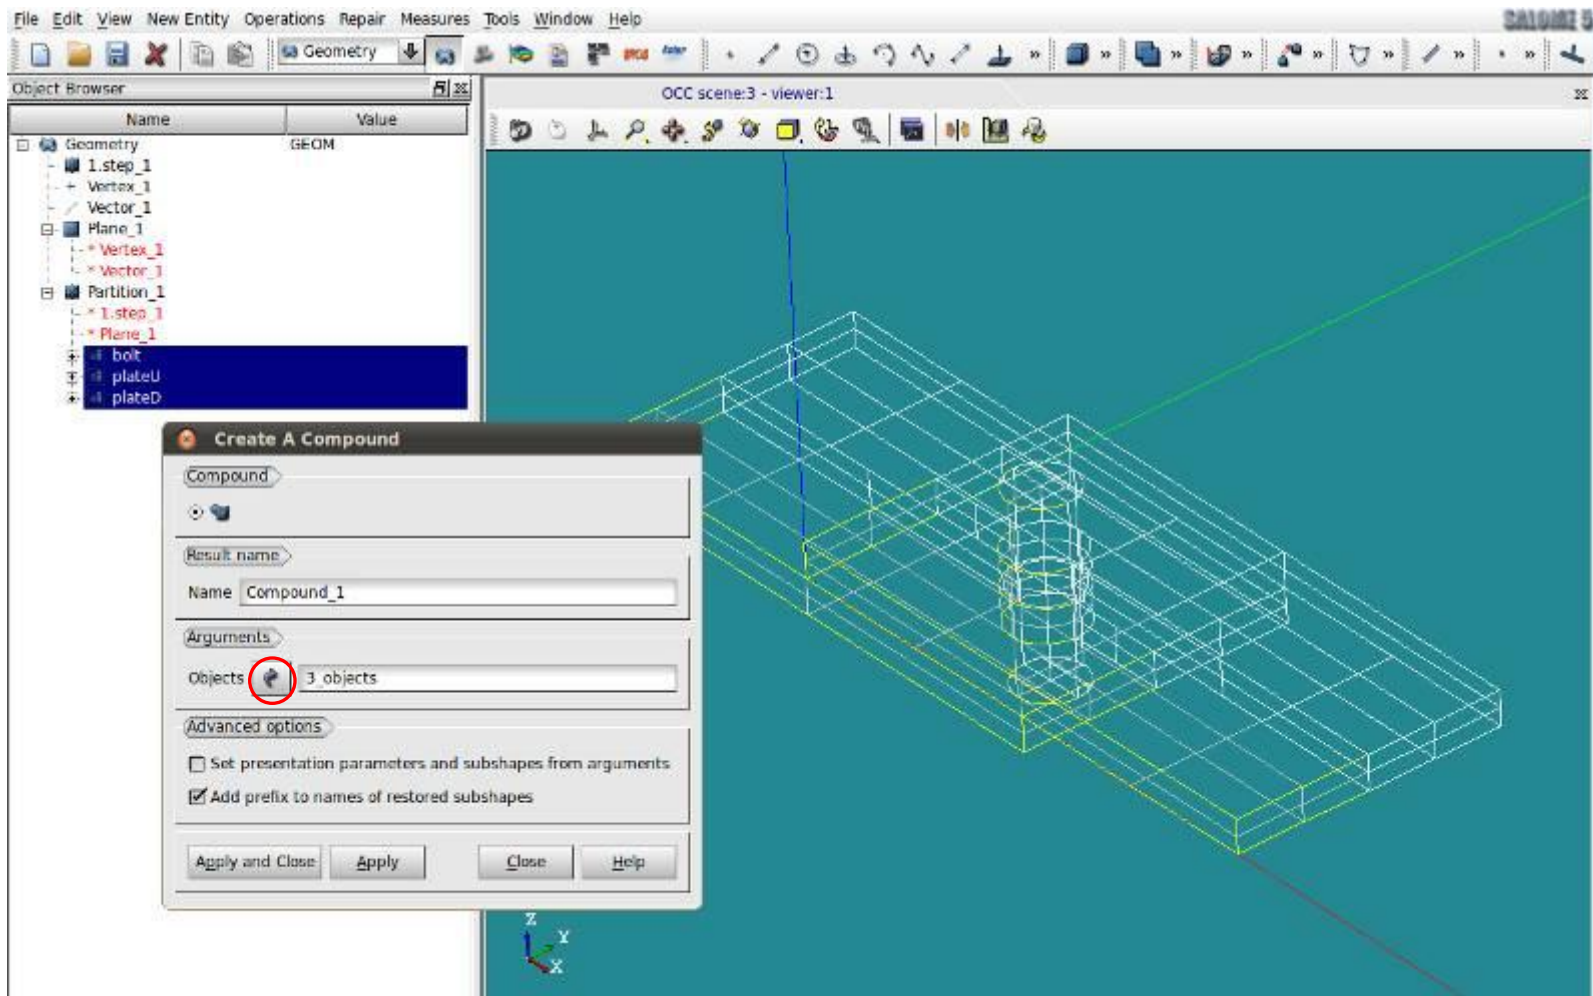 File Edit View New Entity Operations Repair Measures Tools Window Help
SALOME 5
Geometry
Object Browser
OCC scene:3 - viewer:1
Name Value
Geometry GEOM
1.step_1
Vertex_1
Vector_1
Plane_1
* Vertex_1
* Vector_1
Partition_1
* 1.step_1
* Plane_1
bolt
plateU
plateD
Create A Compound
Compound
Result name
Name Compound_1
Arguments
Objects 3_objects
Advanced options
Set presentation parameters and subshapes from arguments
Add prefix to names of restored subshapes
Apply and Close Apply Close Help
Z
Y
X